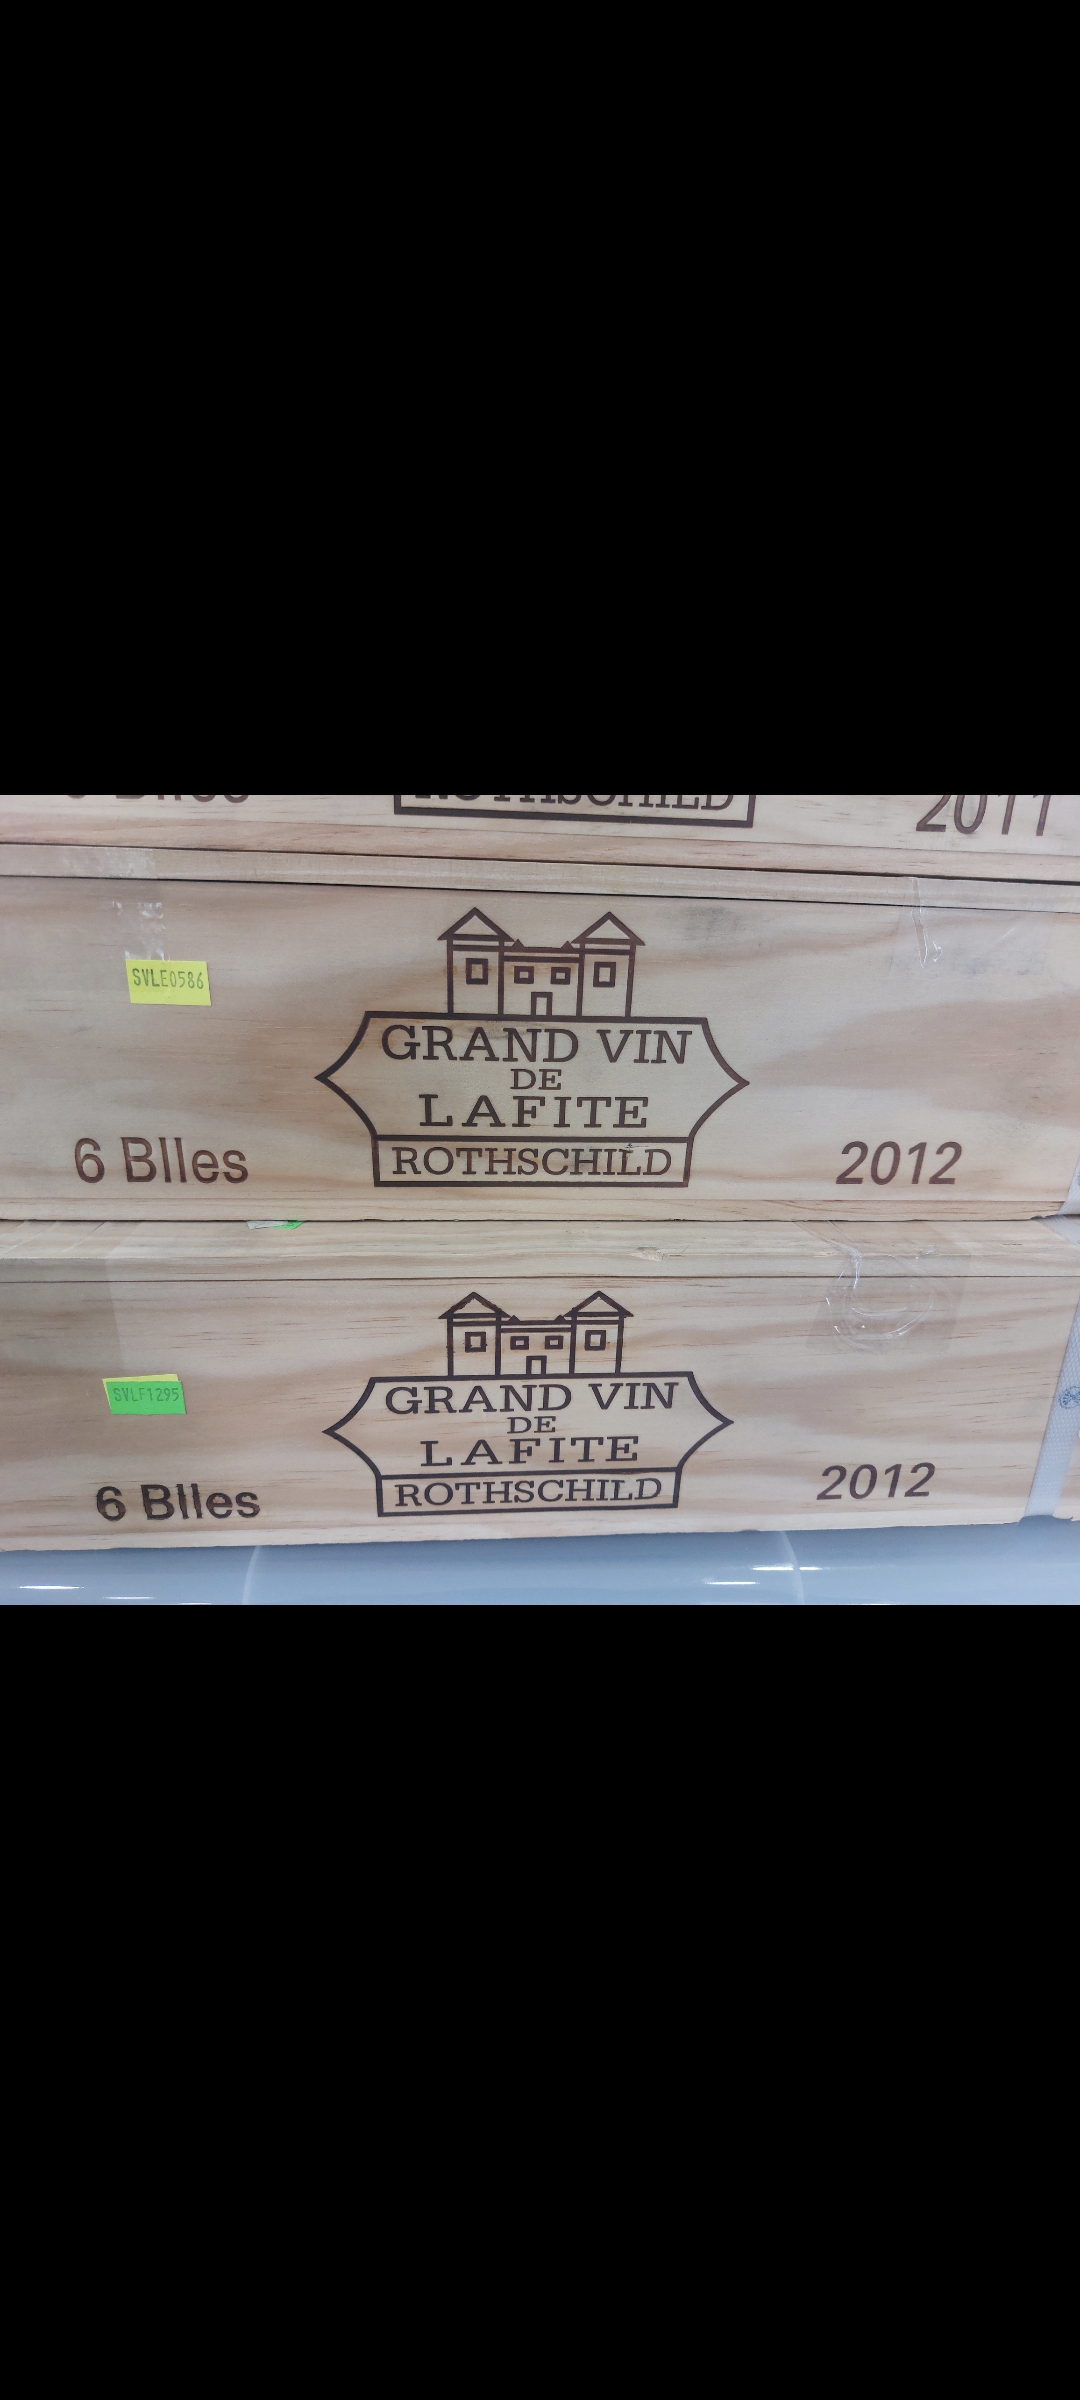 ROTHSCHILD
2011
SVLE0586
GRAND VIN
DE
LAFITE
ROTHSCHILD
6 Blles
2012
SVLF1295
GRAND VIN
DE
LAFITE
ROTHSCHILD
6 Blles
2012